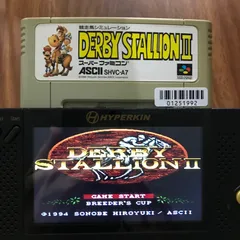 競走馬シミュレーション
DERBY STALLION II
スーパーファミコン
ASCII SHVC-A7
01251992
HYPERKIN
DERBY
STALLION II
GAME START
BREEDER'S CUP
©1994 SONOBE HIROYUKI / ASCII